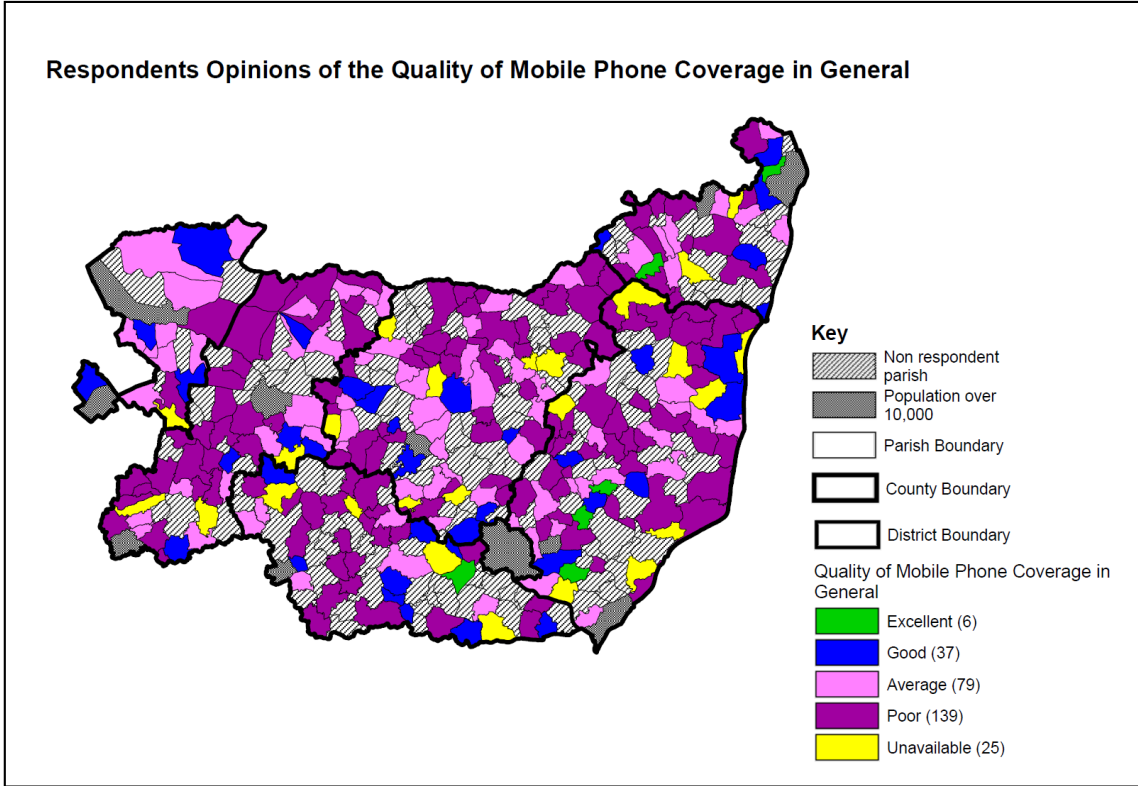 Respondents Opinions of the Quality of Mobile Phone Coverage in General
Key
Non respondent
parish
Population over
10,000
Parish Boundary
County Boundary
District Boundary
Quality of Mobile Phone Coverage in
General
Excellent (6)
Good (37)
Average (79)
Poor (139)
Unavailable (25)